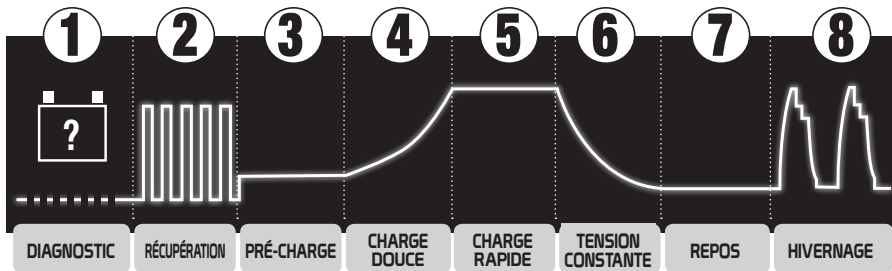 1 2 3 4 5 6 7 8
?
DIAGNOSTIC
RÉCUPÉRATION
PRÉ-CHARGE
CHARGE
DOUCE
CHARGE
RAPIDE
TENSION
CONSTANTE
REPOS
HIVERNAGE